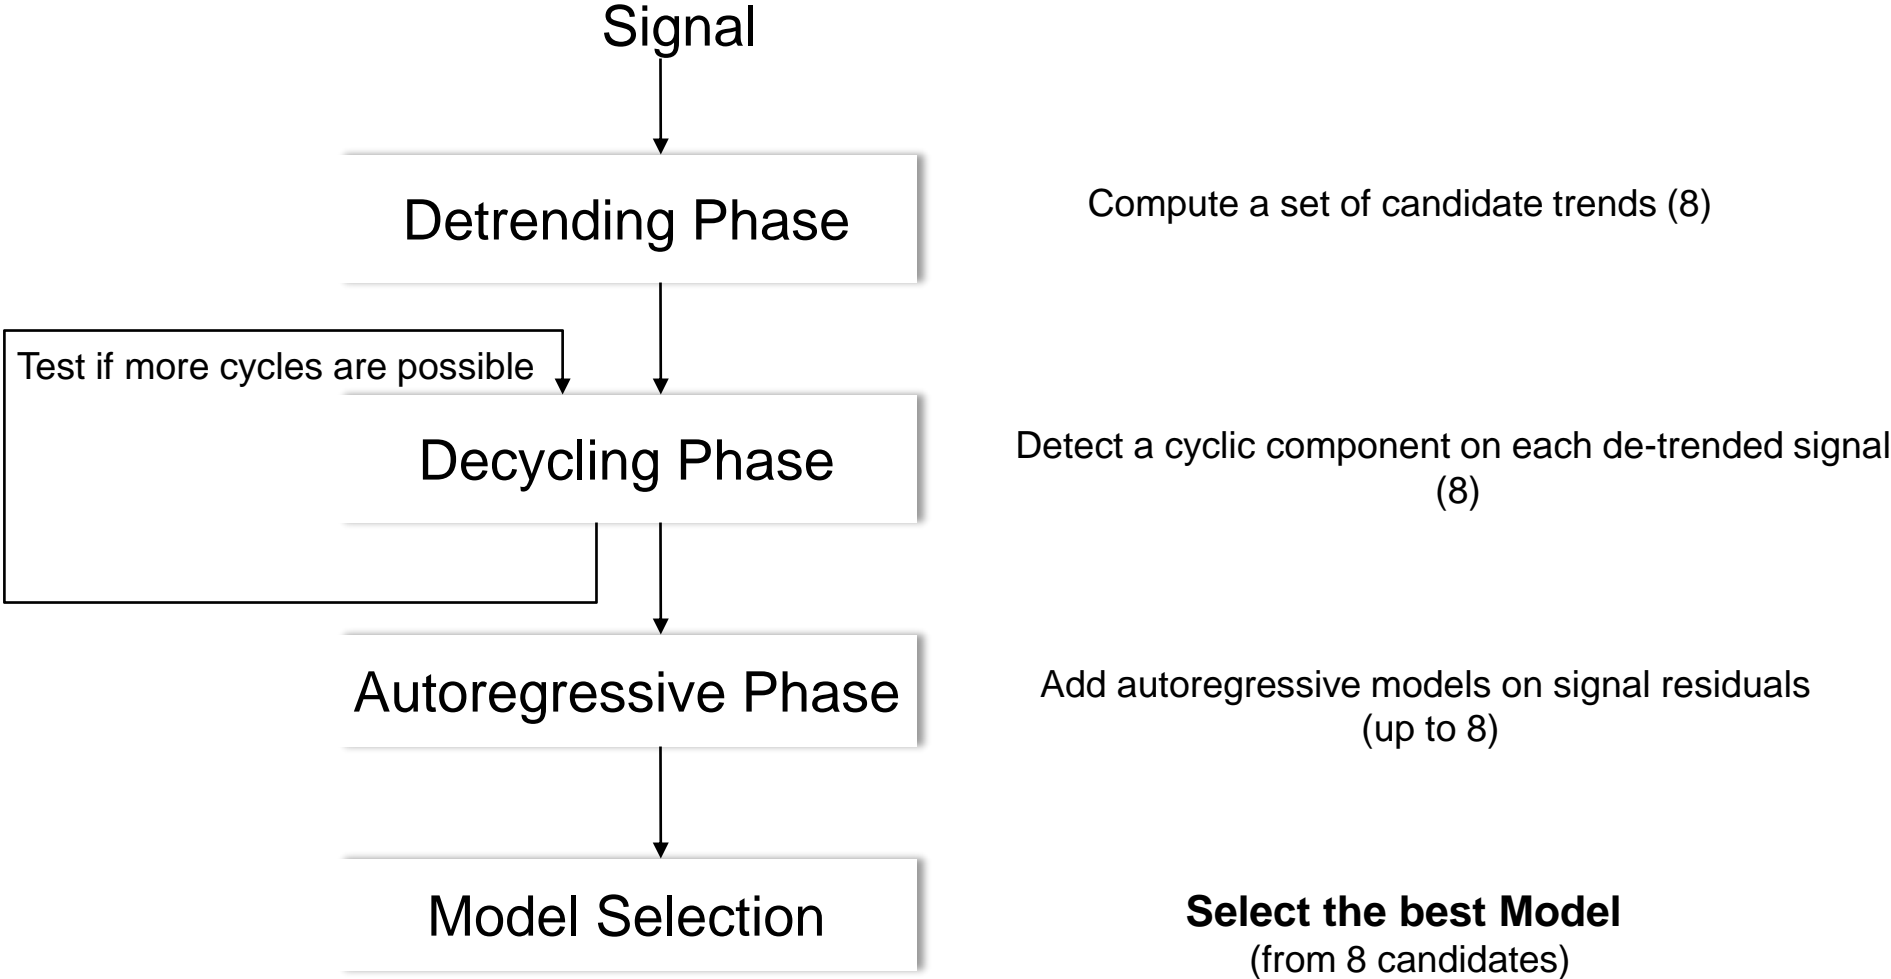 Signal
Detrending Phase
Compute a set of candidate trends (8)
Test if more cycles are possible
Decycling Phase
Detect a cyclic component on each de-trended signal
(8)
Autoregressive Phase
Add autoregressive models on signal residuals
(up to 8)
Model Selection
Select the best Model
(from 8 candidates)